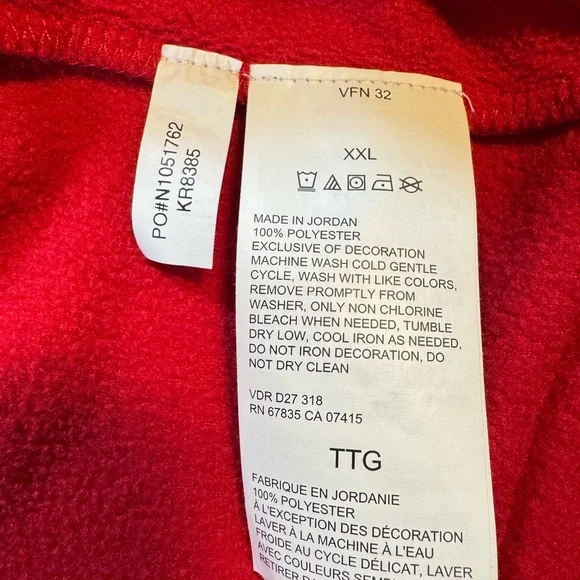 PO#N1051762
KR8385
VFN 32
XXL
MADE IN JORDAN
100% POLYESTER
EXCLUSIVE OF DECORATION
MACHINE WASH COLD GENTLE
CYCLE, WASH WITH LIKE COLORS,
REMOVE PROMPTLY FROM
WASHER, ONLY NON CHLORINE
BLEACH WHEN NEEDED, TUMBLE
DRY LOW, COOL IRON AS NEEDED,
DO NOT IRON DECORATION, DO
NOT DRY CLEAN
VDR D27 318
RN 67835 CA 07415
TTG
FABRIQUE EN JORDANIE
100% POLYESTER
À L'EXCEPTION DES DÉCORATION
LAVER À LA MACHINE À L'EAU
FROIDE AU CYCLE DÉLICAT, LAVER
AVEC COULEURS